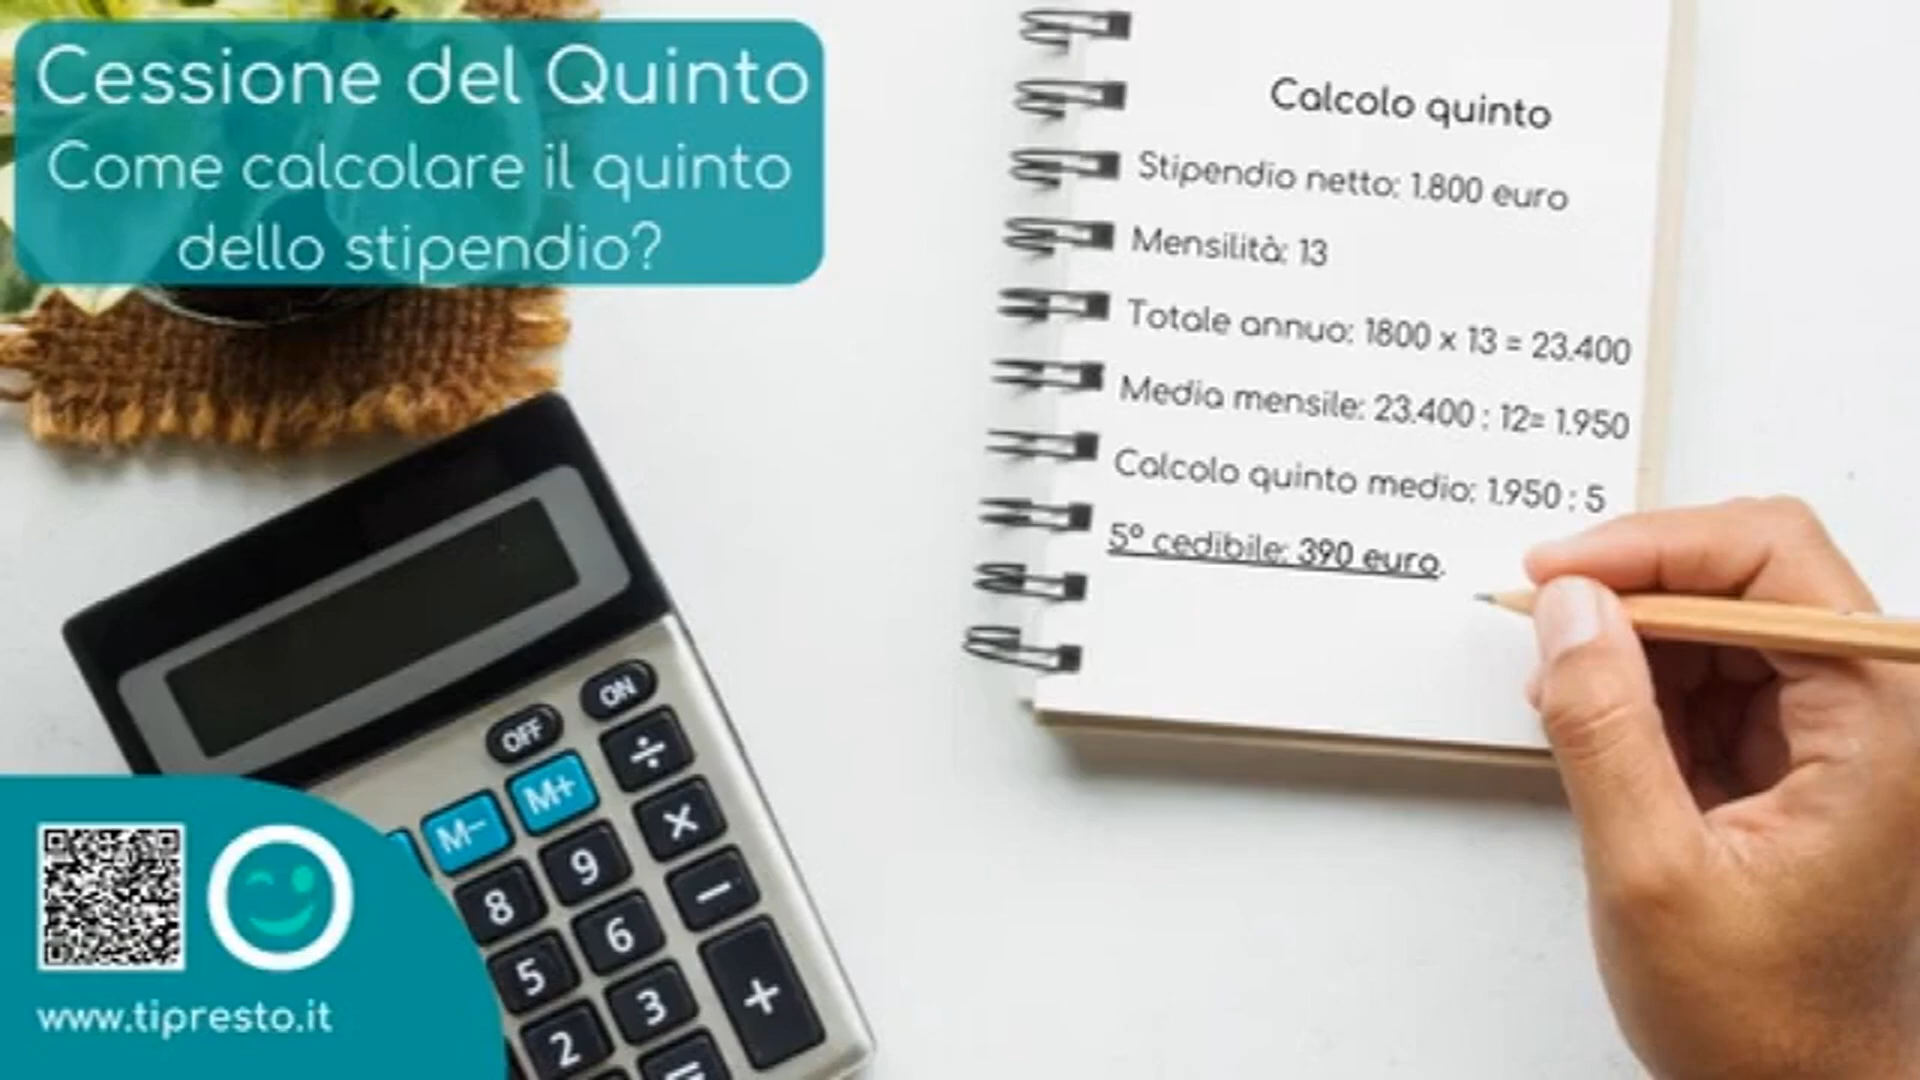 Cessione del Quinto
Come calcolare il quinto
dello stipendio?
Calcolo quinto
Stipendio netto: 1.800 euro
Mensilità: 13
Totale annuo: 1800 x 13 = 23.400
Media mensile: 23.400 : 12= 1.950
Calcolo quinto medio: 1.950 : 5
5° cedibile: 390 euro.
OFF
ON
÷
M-
M+
×
8
9
-
5
6
2
3
+
=
www.tipresto.it